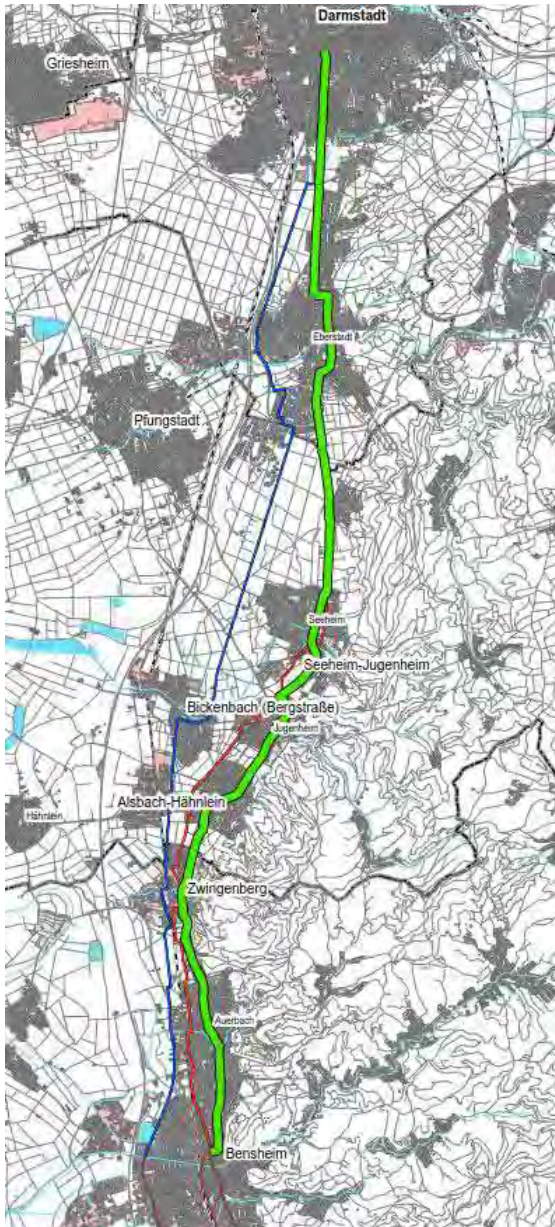 Darmstadt
Griesheim
Eberstadt
Pfungstadt
Seeheim
Seeheim-Jugenheim
Bickenbach (Bergstraße)
Jugenheim
Alsbach-Hähnlein
Hähnlein
Zwingenberg
Auerbach
Bensheim